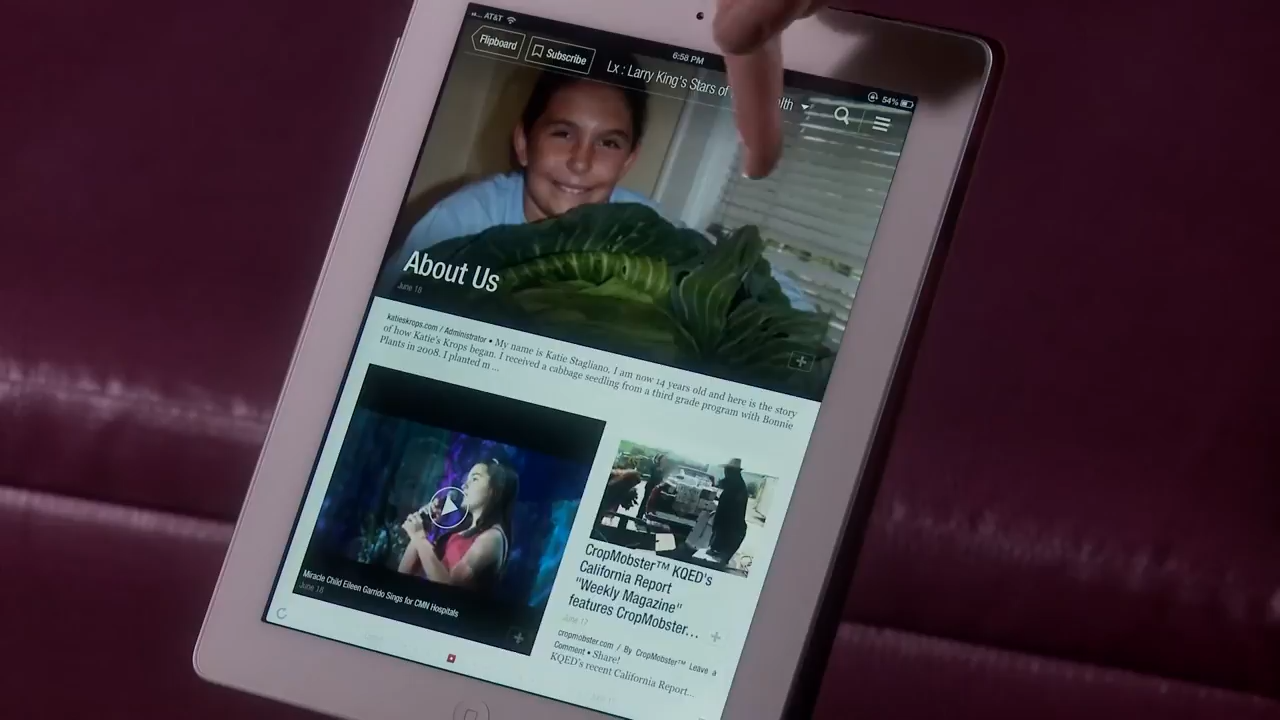 AT&T
6:58 PM
54%
Flipboard
Subscribe
Lx : Larry King's Stars of
lth
About Us
June 18
katieskrops.com / Administrator • My name is Katie Stagliano, I am now 14 years old and here is the story
of how Katie's Krops began. I received a cabbage seedling from a third grade program with Bonnie
Plants in 2008. I planted m ...
Miracle Child Eileen Garrido Sings for CMN Hospitals
June 18
CropMobster™ KQED's
California Report
"Weekly Magazine"
features CropMobster...
June 17
cropmobster.com / By CropMobster™ Leave a
Comment • Share!
KQED's recent California Report...